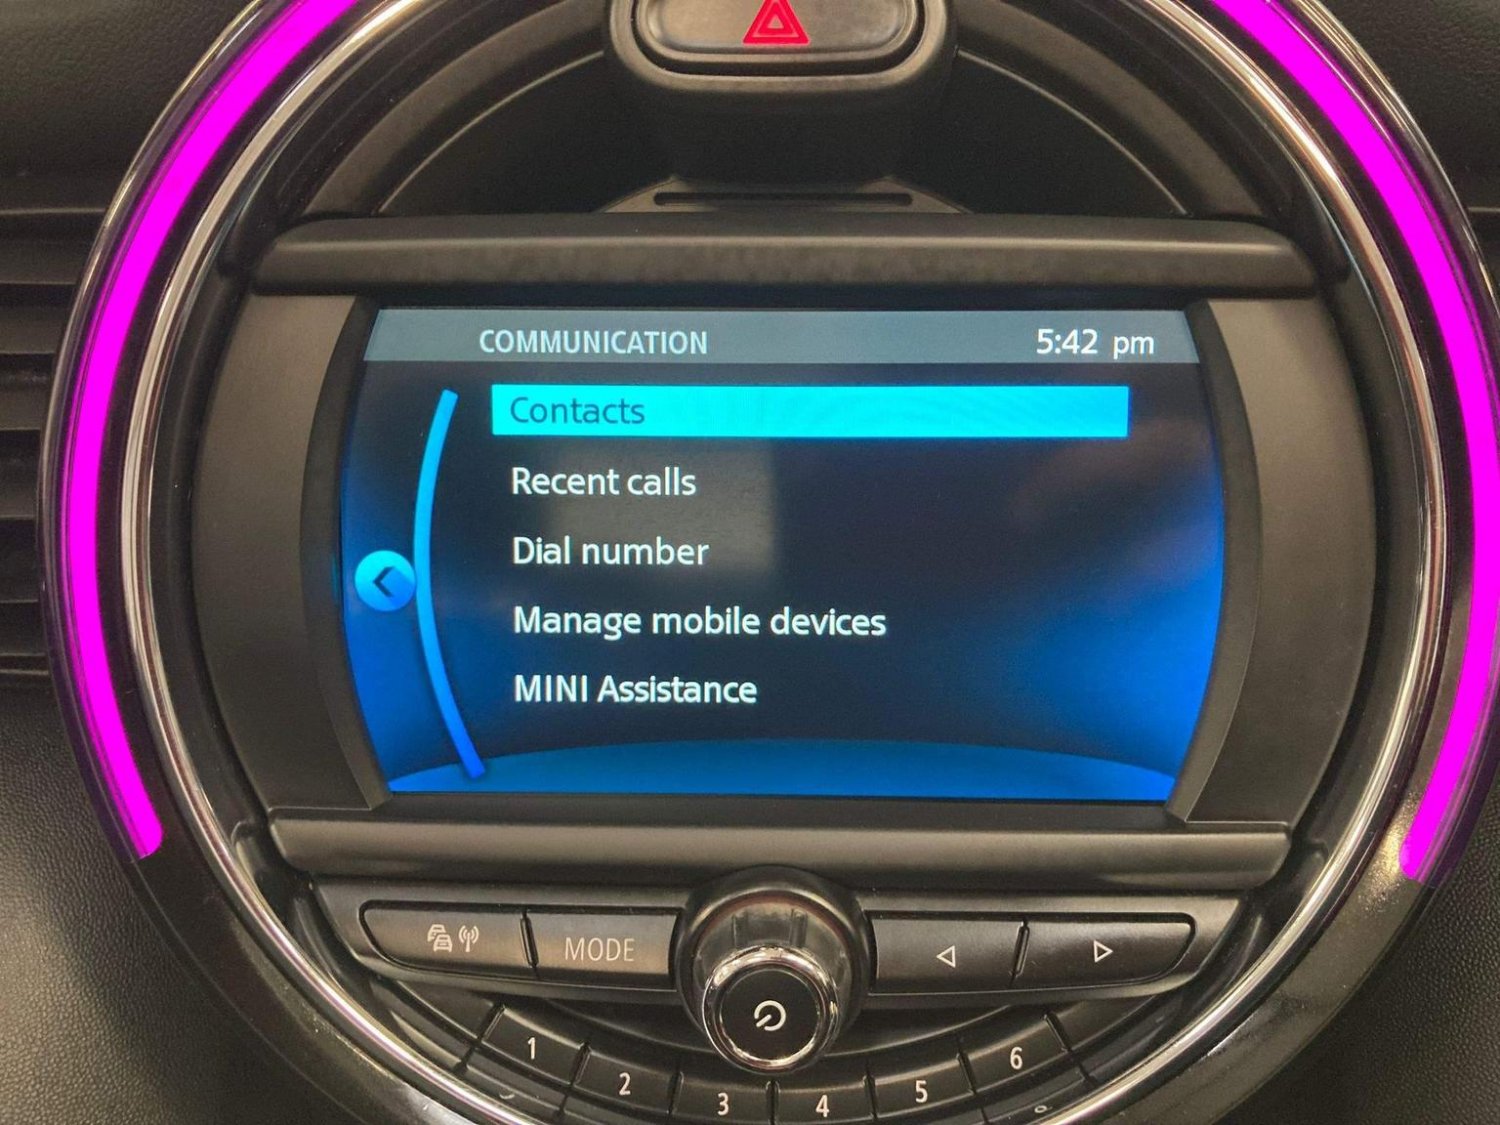 COMMUNICATION 5:42 pm
Contacts
Recent calls
Dial number
Manage mobile devices
MINI Assistance
MODE
1 2 3 4 5 6